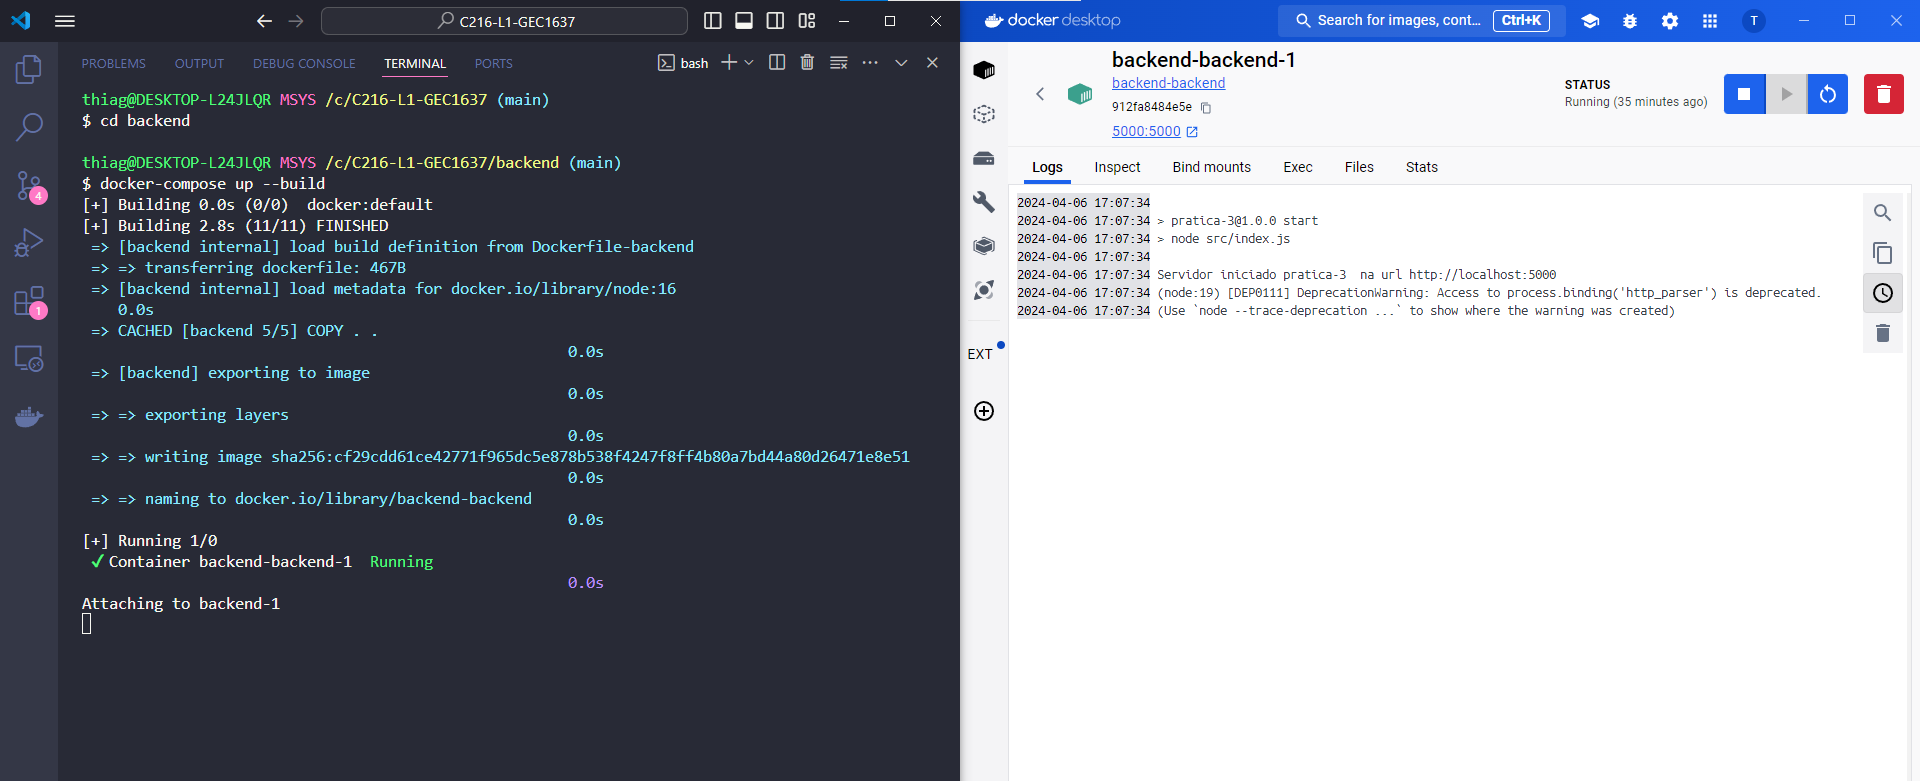 C216-L1-GEC1637
PROBLEMS OUTPUT DEBUG CONSOLE TERMINAL PORTS bash
thiag@DESKTOP-L24JLQR MSYS /c/C216-L1-GEC1637 (main)
$ cd backend
thiag@DESKTOP-L24JLQR MSYS /c/C216-L1-GEC1637/backend (main)
$ docker-compose up --build
[+] Building 0.0s (0/0)  docker:default
[+] Building 2.8s (11/11) FINISHED
=> [backend internal] load build definition from Dockerfile-backend
=> => transferring dockerfile: 467B
=> [backend internal] load metadata for docker.io/library/node:16
0.0s
=> CACHED [backend 5/5] COPY . .
0.0s
=> [backend] exporting to image
0.0s
=> => exporting layers
0.0s
=> => writing image sha256:cf29cdd61ce42771f965dc5e878b538f4247f8ff4b80a7bd44a80d26471e8e51
0.0s
=> => naming to docker.io/library/backend-backend
0.0s
[+] Running 1/0
✓ Container backend-backend-1  Running
0.0s
Attaching to backend-1
4
1
docker desktop
Search for images, cont... Ctrl+K
T
backend-backend-1
backend-backend
912fa8484e5e
5000:5000
STATUS
Running (35 minutes ago)
Logs Inspect Bind mounts Exec Files Stats
2024-04-06 17:07:34
2024-04-06 17:07:34 > pratica-3@1.0.0 start
2024-04-06 17:07:34 > node src/index.js
2024-04-06 17:07:34
2024-04-06 17:07:34 Servidor iniciado pratica-3  na url http://localhost:5000
2024-04-06 17:07:34 (node:19) [DEP0111] DeprecationWarning: Access to process.binding('http_parser') is deprecated.
2024-04-06 17:07:34 (Use `node --trace-deprecation ...` to show where the warning was created)
EXT